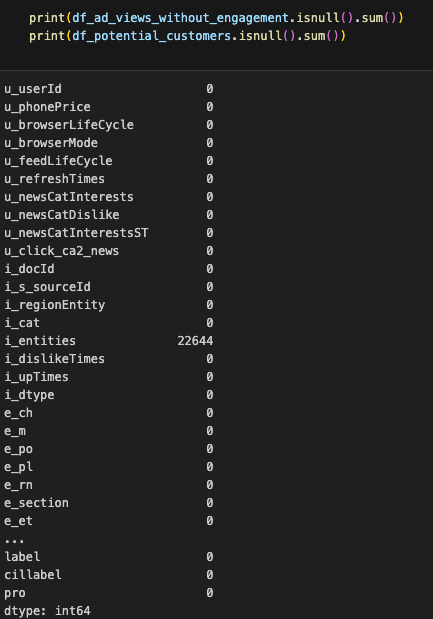 print(df_ad_views_without_engagement.isnull().sum())
print(df_potential_customers.isnull().sum())
u_userId 0
u_phonePrice 0
u_browserLifeCycle 0
u_browserMode 0
u_feedLifeCycle 0
u_refreshTimes 0
u_newsCatInterests 0
u_newsCatDislike 0
u_newsCatInterestsST 0
u_click_ca2_news 0
i_docId 0
i_s_sourceId 0
i_regionEntity 0
i_cat 0
i_entities 22644
i_dislikeTimes 0
i_upTimes 0
i_dtype 0
e_ch 0
e_m 0
e_po 0
e_pl 0
e_rn 0
e_section 0
e_et 0
...
label 0
cillabel 0
pro 0
dtype: int64